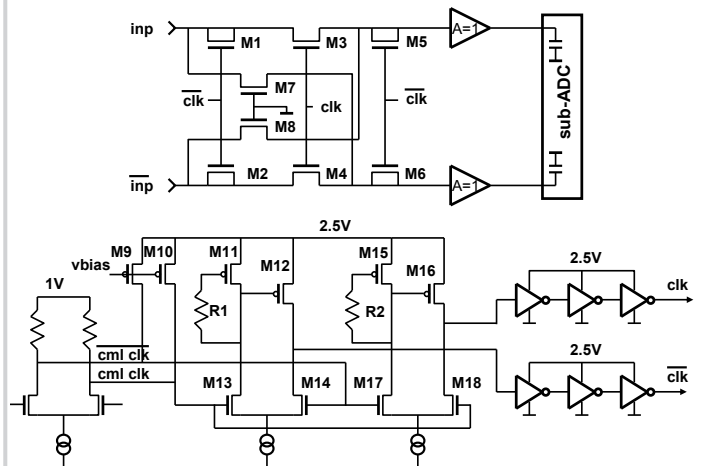 inp
M1
M3
M5
A=1
clk
M7
clk
clk
M8
sub-ADC
inp
M2
M4
M6
A=1
2.5V
M9
M10
M11
M12
M15
M16
vbias
1V
R1
R2
2.5V
clk
cml clk
cml clk
2.5V
clk
M13
M14
M17
M18